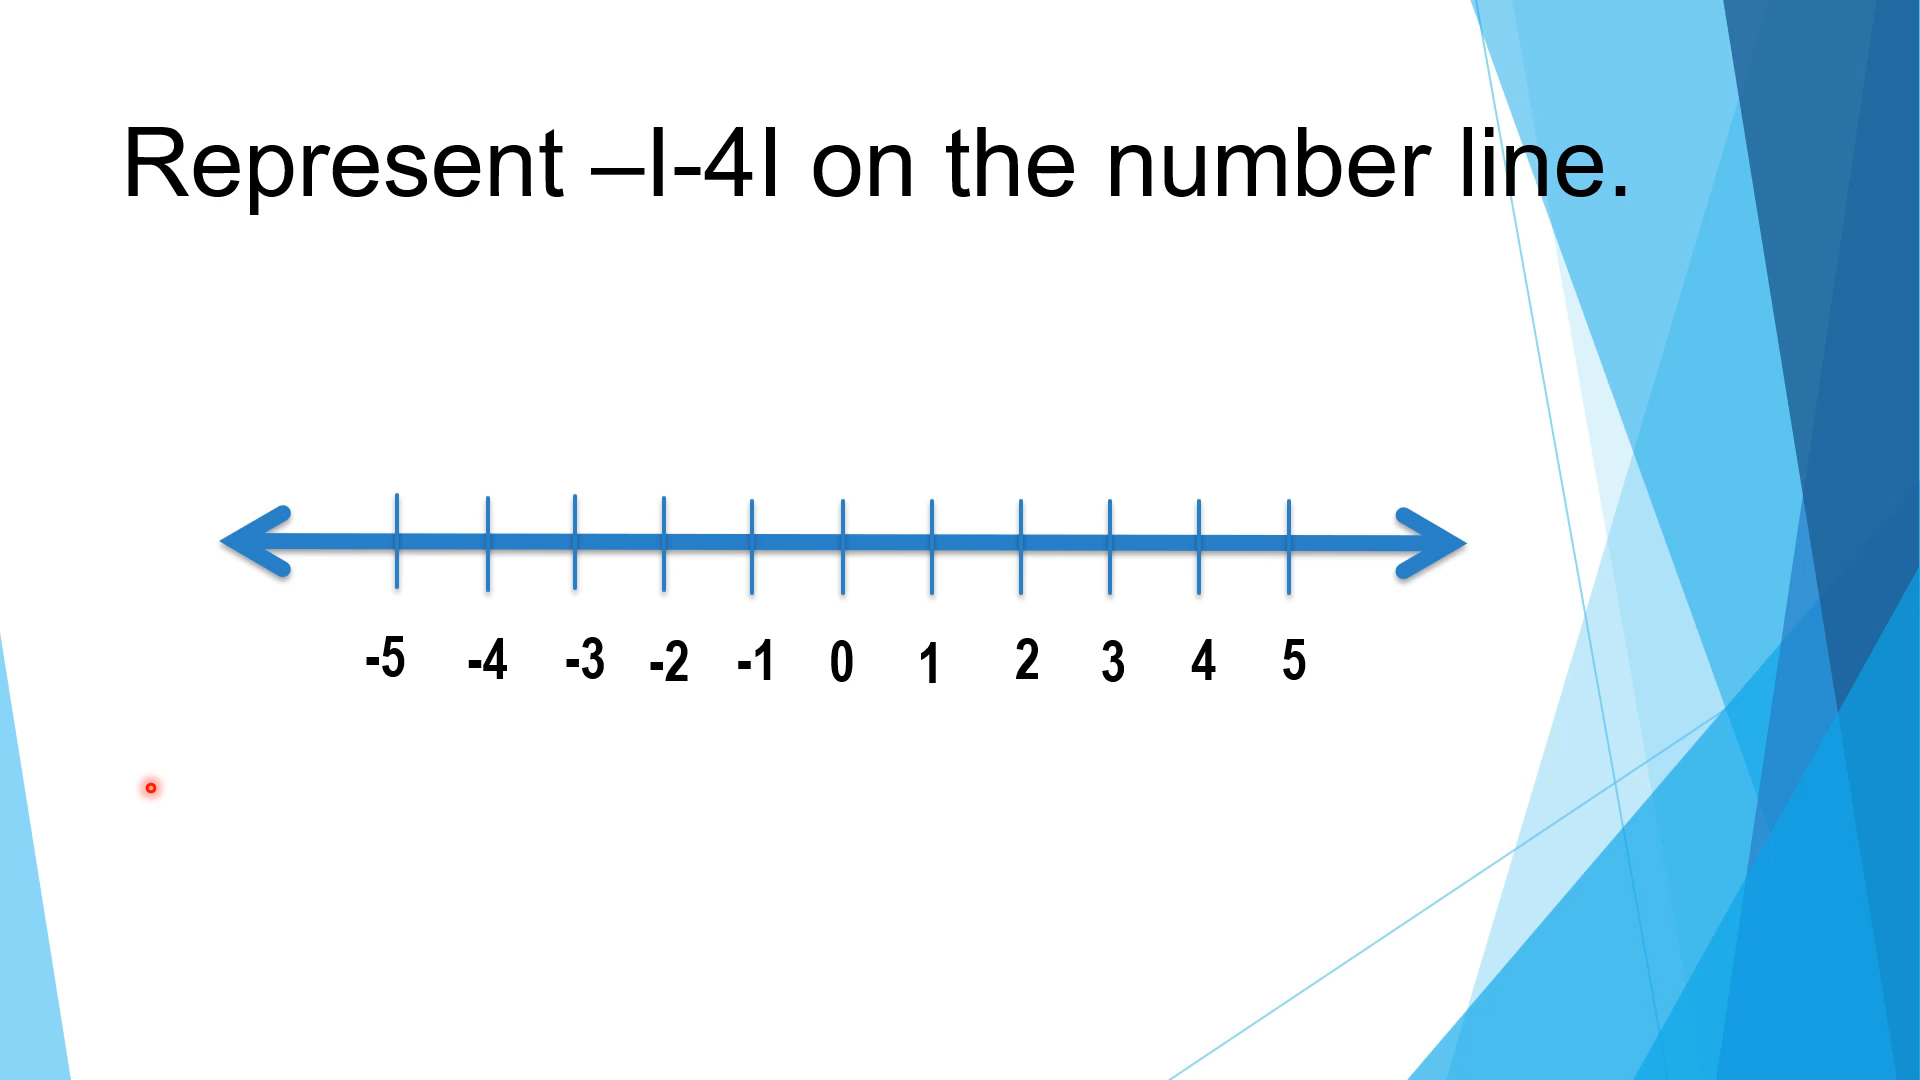 Represent –I-4I on the number line.
-5 -4 -3 -2 -1 0 1 2 3 4 5